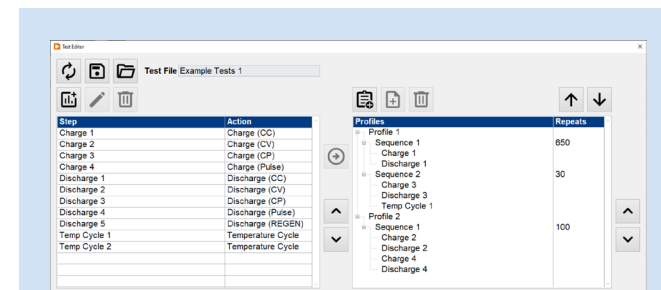 Test Editor
Test File Example Tests 1
Step Action
Charge 1 Charge (CC)
Charge 2 Charge (CV)
Charge 3 Charge (CP)
Charge 4 Charge (Pulse)
Discharge 1 Discharge (CC)
Discharge 2 Discharge (CV)
Discharge 3 Discharge (CP)
Discharge 4 Discharge (Pulse)
Discharge 5 Discharge (REGEN)
Temp Cycle 1 Temperature Cycle
Temp Cycle 2 Temperature Cycle
Profiles Repeats
Profile 1
Sequence 1 650
Charge 1
Discharge 1
Sequence 2 30
Charge 3
Discharge 3
Temp Cycle 1
Profile 2
Sequence 1 100
Charge 2
Discharge 2
Charge 4
Discharge 4